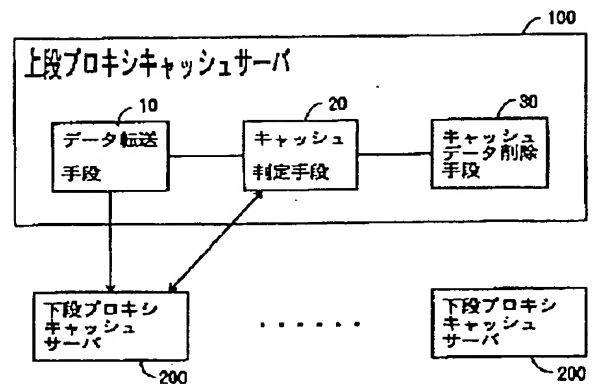 100
上段プロキシキャッシュサーバ
10
20
30
データ転送
手段
キャッシュ
判定手段
キャッシュ
データ削除
手段
下段プロキシ
キャッシュ
サーバ
下段プロキシ
キャッシュ
サーバ
200
200